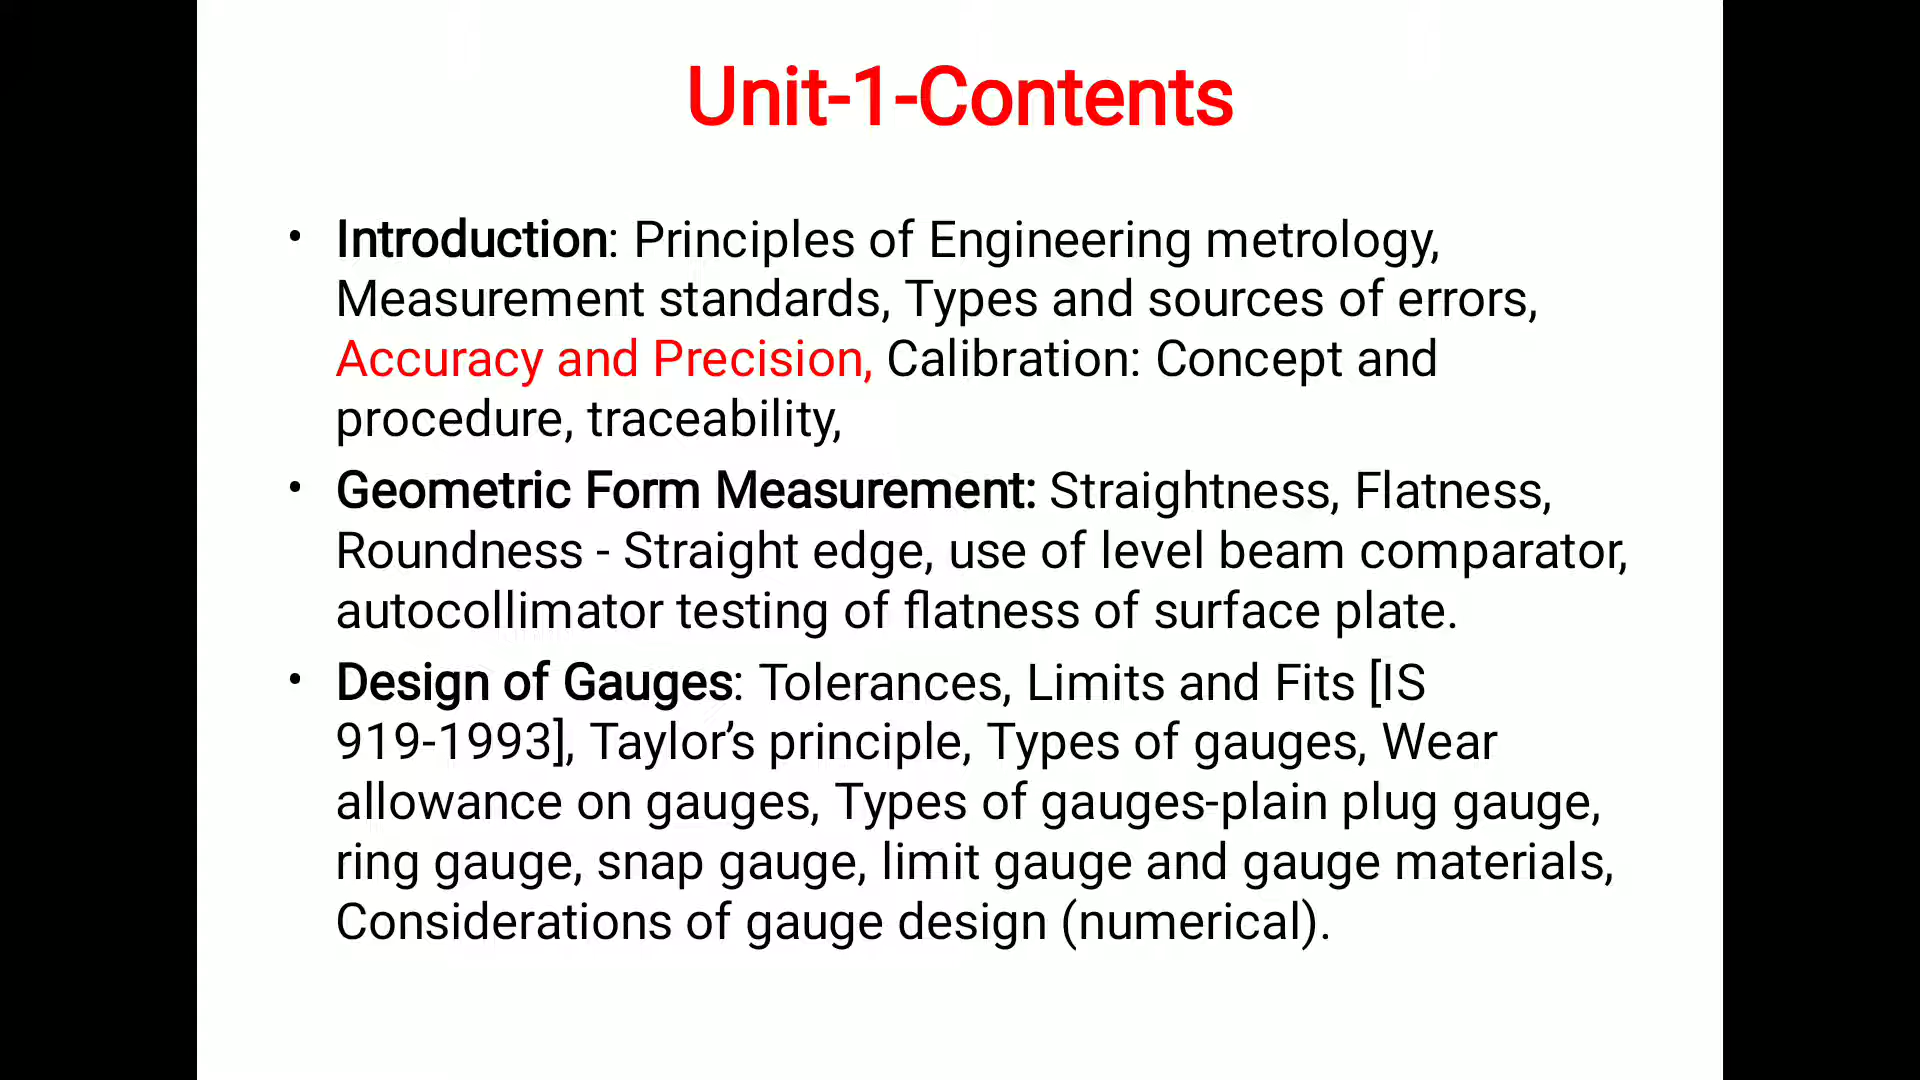 Unit-1-Contents
• Introduction: Principles of Engineering metrology,
Measurement standards, Types and sources of errors,
Accuracy and Precision, Calibration: Concept and
procedure, traceability,
• Geometric Form Measurement: Straightness, Flatness,
Roundness - Straight edge, use of level beam comparator,
autocollimator testing of flatness of surface plate.
• Design of Gauges: Tolerances, Limits and Fits [IS
919-1993], Taylor’s principle, Types of gauges, Wear
allowance on gauges, Types of gauges-plain plug gauge,
ring gauge, snap gauge, limit gauge and gauge materials,
Considerations of gauge design (numerical).